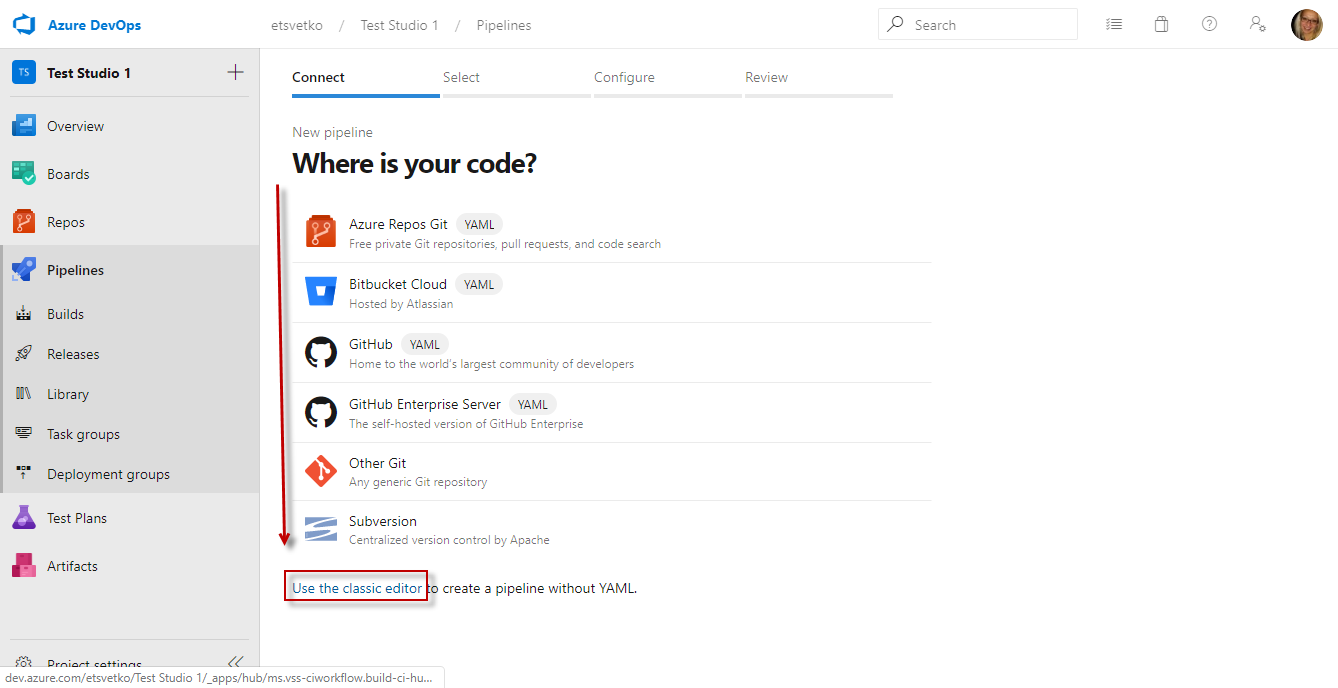 Azure DevOps
etsvetko / Test Studio 1 / Pipelines
Search
TS Test Studio 1
Overview
Boards
Repos
Pipelines
Builds
Releases
Library
Task groups
Deployment groups
Test Plans
Artifacts
Project settings
Connect Select Configure Review
New pipeline
Where is your code?
Azure Repos Git YAML
Free private Git repositories, pull requests, and code search
Bitbucket Cloud YAML
Hosted by Atlassian
GitHub YAML
Home to the world's largest community of developers
GitHub Enterprise Server YAML
The self-hosted version of GitHub Enterprise
Other Git
Any generic Git repository
Subversion
Centralized version control by Apache
Use the classic editor to create a pipeline without YAML.
dev.azure.com/etsvetko/Test Studio 1/_apps/hub/ms.vss-ciworkflow.build-ci-hu...